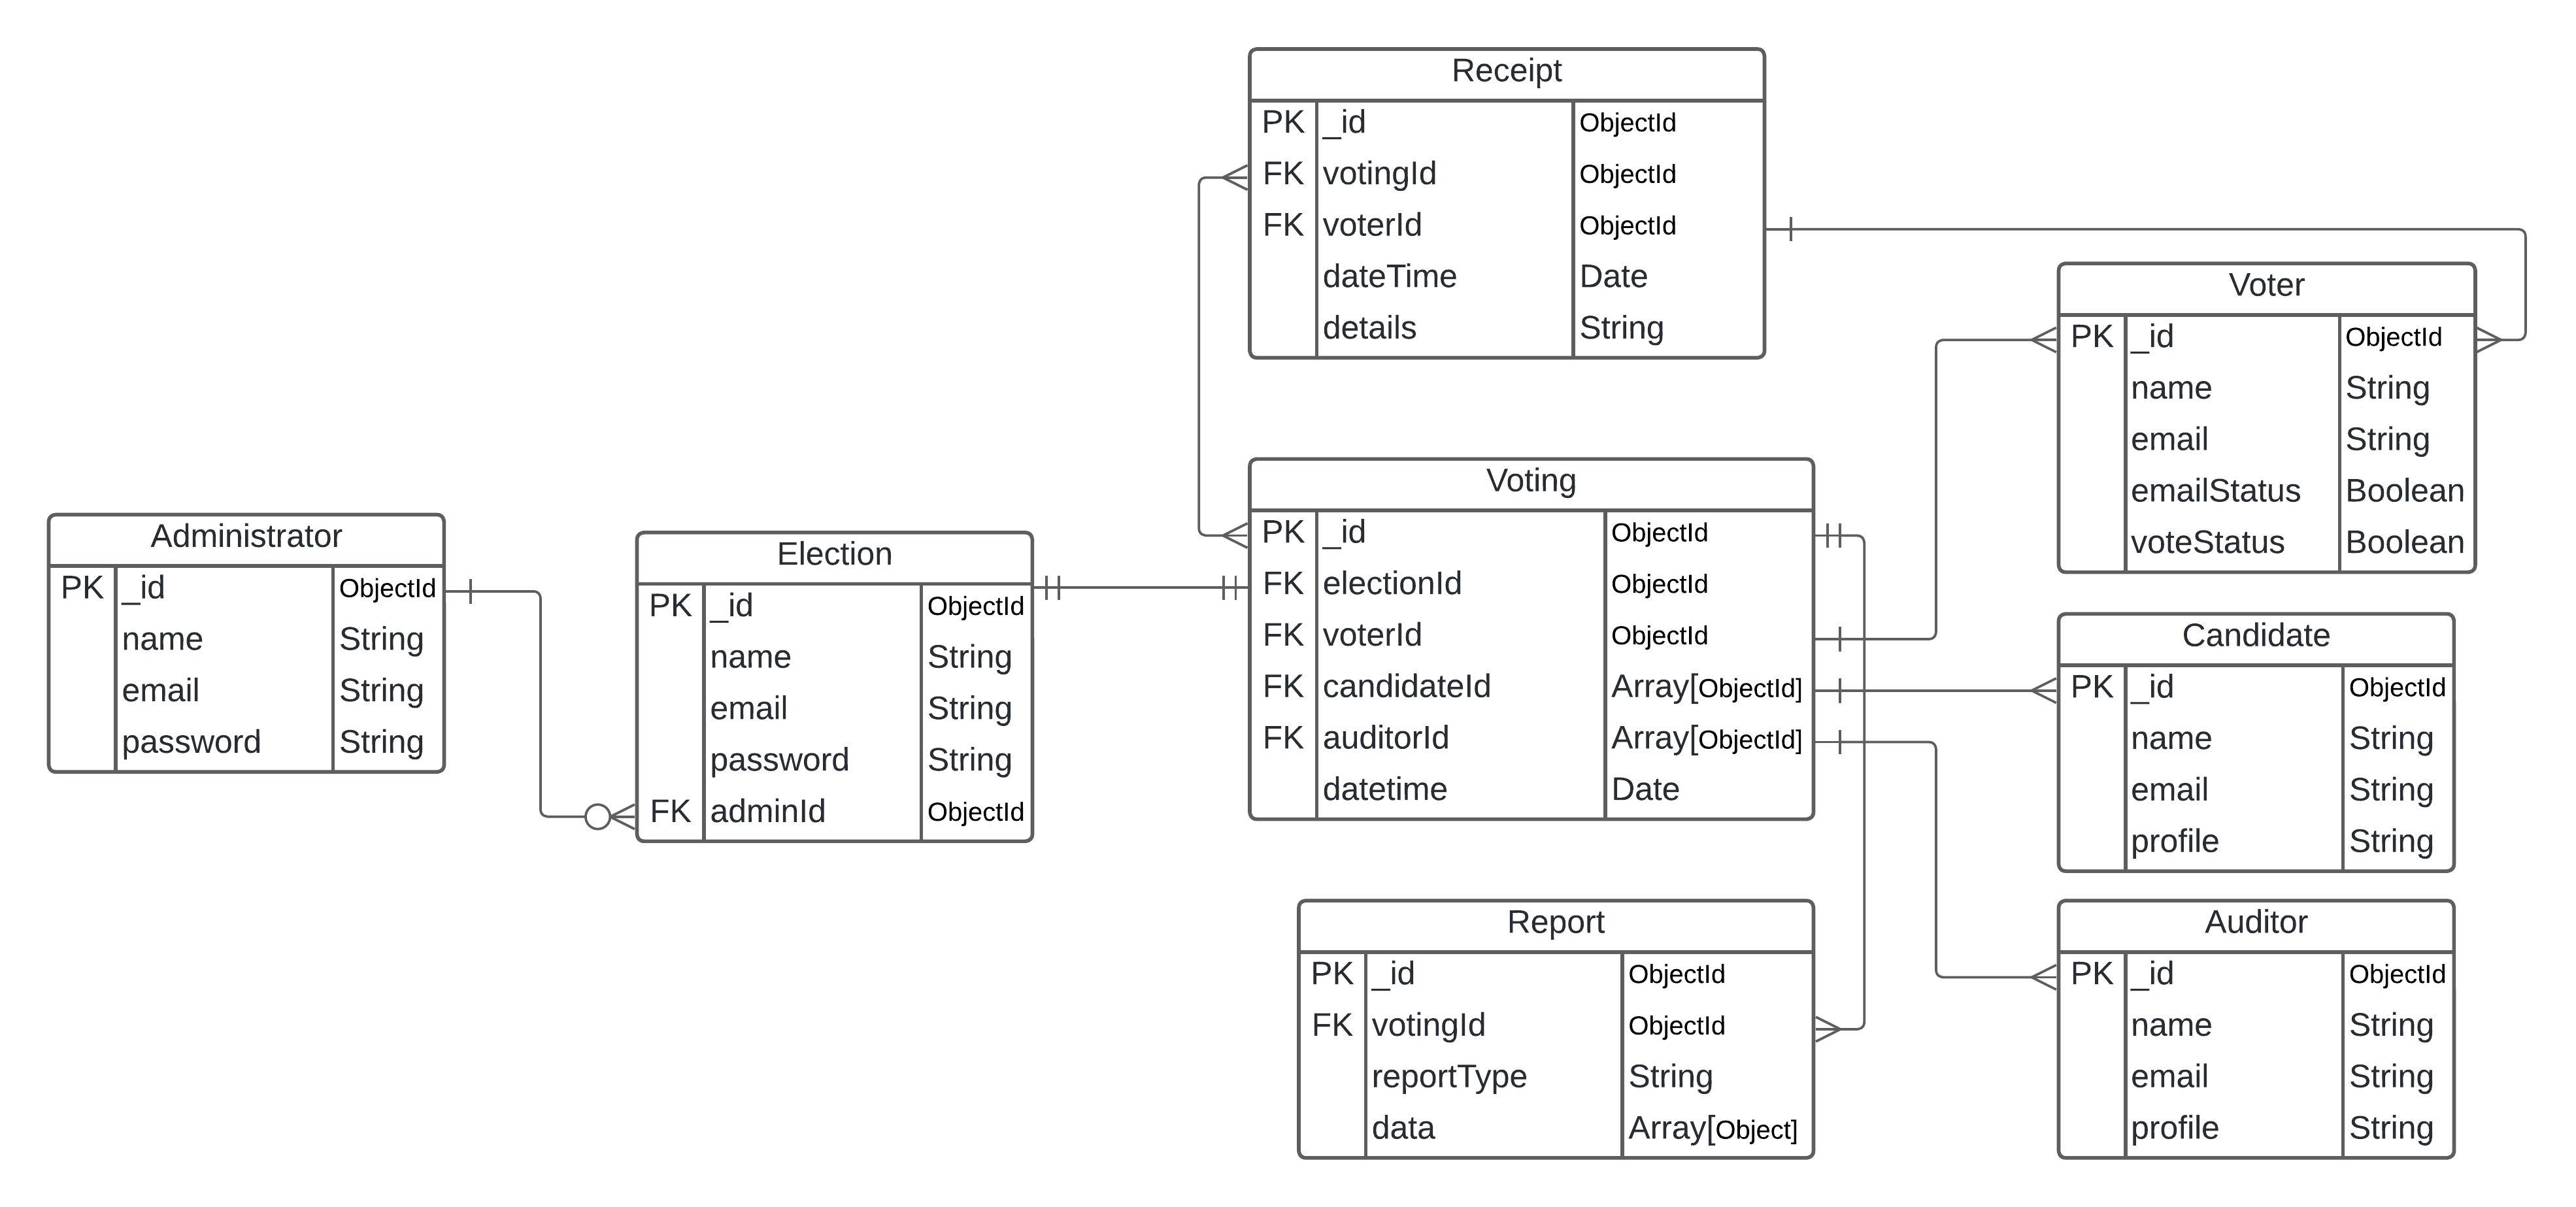 Receipt
PK _id ObjectId
FK votingId ObjectId
FK voterId ObjectId
dateTime Date
details String
Voter
PK _id ObjectId
name String
email String
emailStatus Boolean
voteStatus Boolean
Voting
PK _id ObjectId
FK electionId ObjectId
FK voterId ObjectId
FK candidateId Array[ObjectId]
FK auditorId Array[ObjectId]
datetime Date
Administrator
PK _id ObjectId
name String
email String
password String
Election
PK _id ObjectId
name String
email String
password String
FK adminId ObjectId
Candidate
PK _id ObjectId
name String
email String
profile String
Report
PK _id ObjectId
FK votingId ObjectId
reportType String
data Array[Object]
Auditor
PK _id ObjectId
name String
email String
profile String